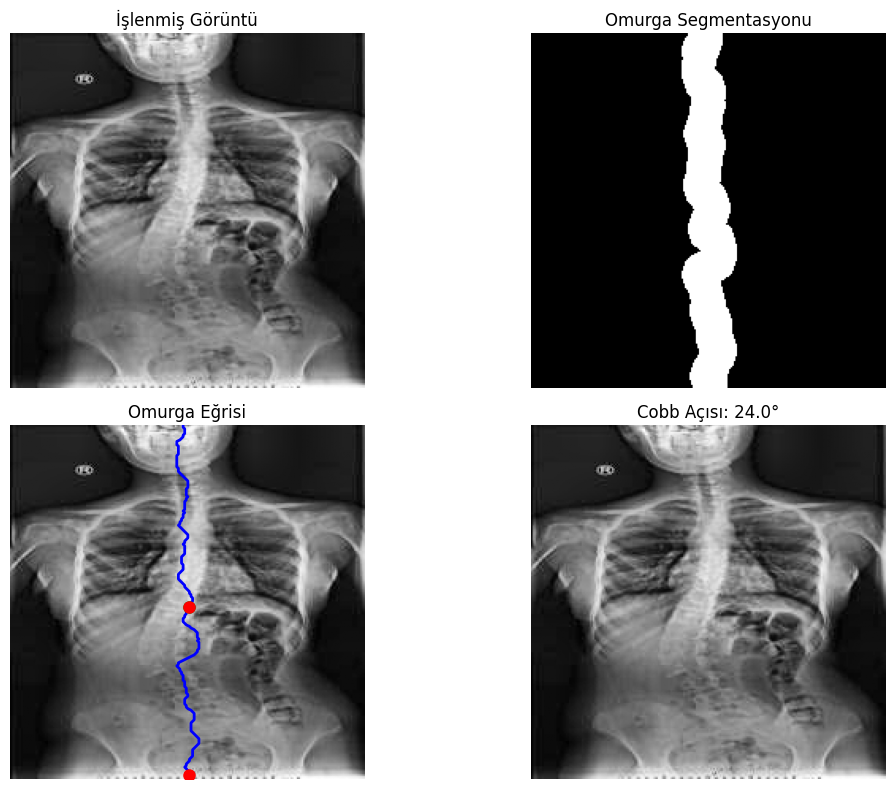 İşlenmiş Görüntü
Omurga Segmentasyonu
Omurga Eğrisi
Cobb Açısı: 24.0°